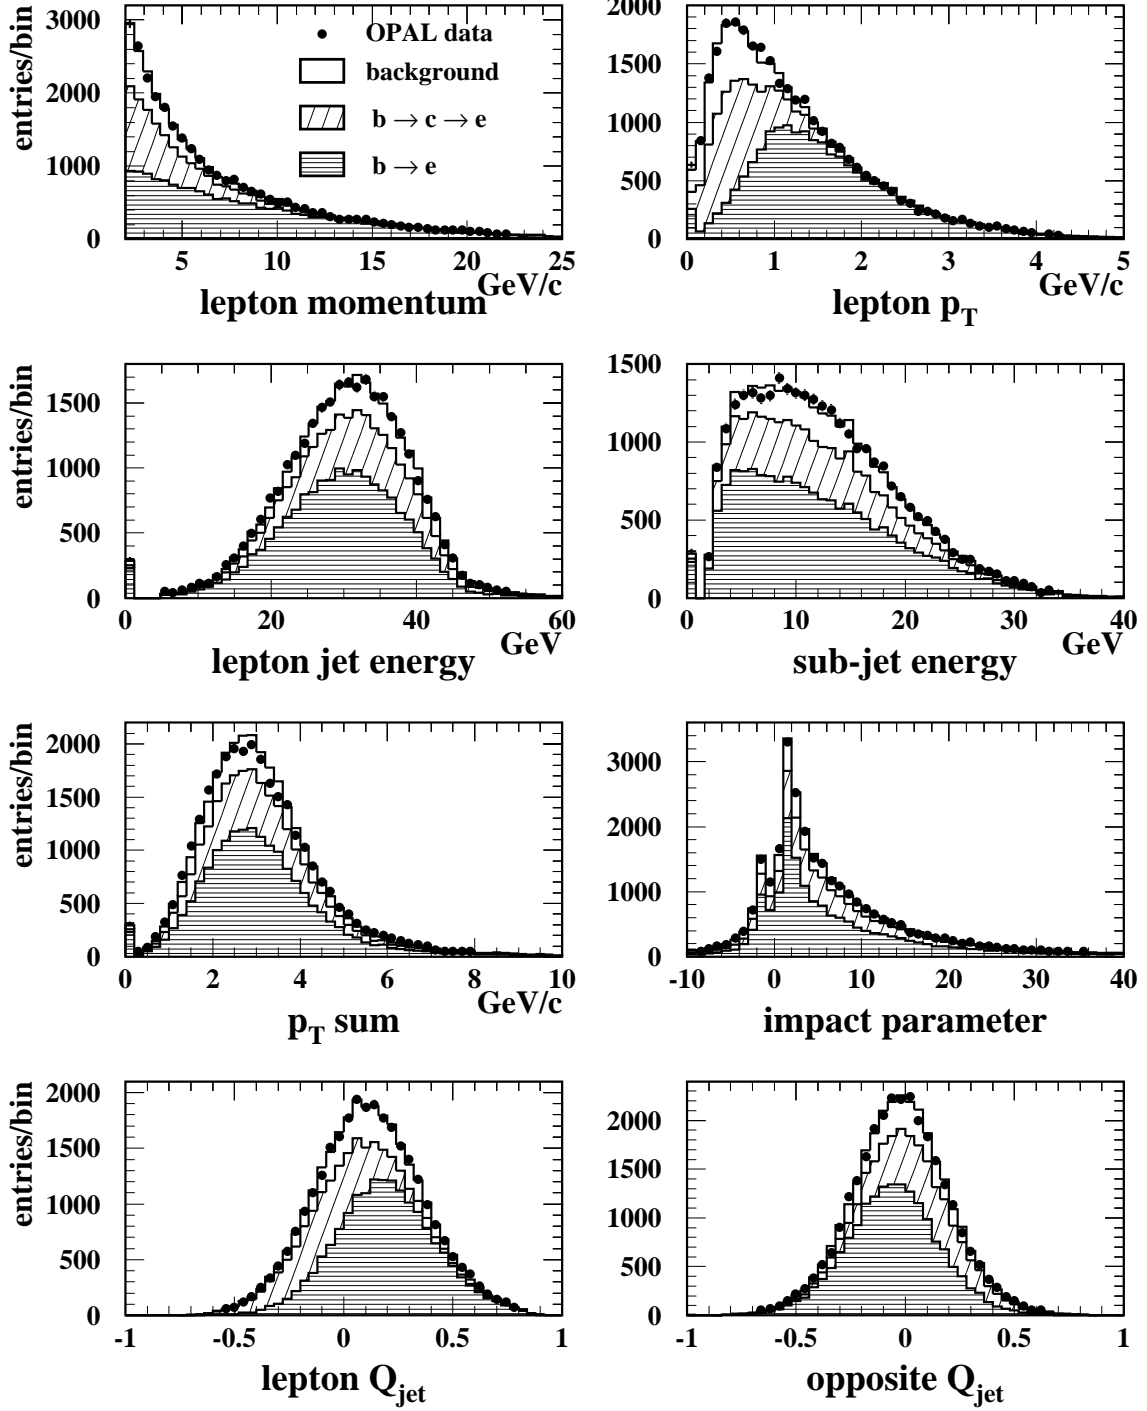 entries/bin
3000
2000
1000
0
OPAL data
background
b → c → e
b → e
5 10 15 20 25
GeV/c
lepton momentum
2000
1500
1000
500
0
0 1 2 3 4 5
GeV/c
lepton p_T
entries/bin
1500
1000
500
0
0 20 40 60
GeV
lepton jet energy
1500
1000
500
0
0 10 20 30 40
GeV
sub-jet energy
entries/bin
2000
1500
1000
500
0
0 2 4 6 8 10
GeV/c
p_T sum
3000
2000
1000
0
-10 0 10 20 30 40
impact parameter
entries/bin
2000
1500
1000
500
0
-1 -0.5 0 0.5 1
lepton Q_jet
2000
1500
1000
500
0
-1 -0.5 0 0.5 1
opposite Q_jet